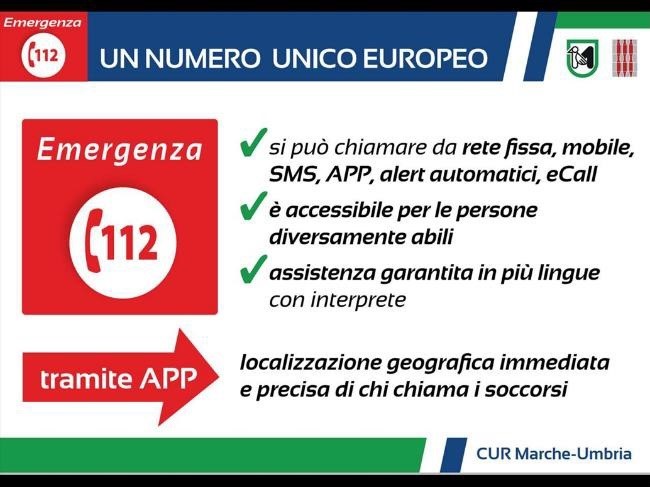 Emergenza
112
UN NUMERO UNICO EUROPEO
Emergenza
112
si può chiamare da rete fissa, mobile,
SMS, APP, alert automatici, eCall
è accessibile per le persone
diversamente abili
assistenza garantita in più lingue
con interprete
tramite APP
localizzazione geografica immediata
e precisa di chi chiama i soccorsi
CUR Marche-Umbria